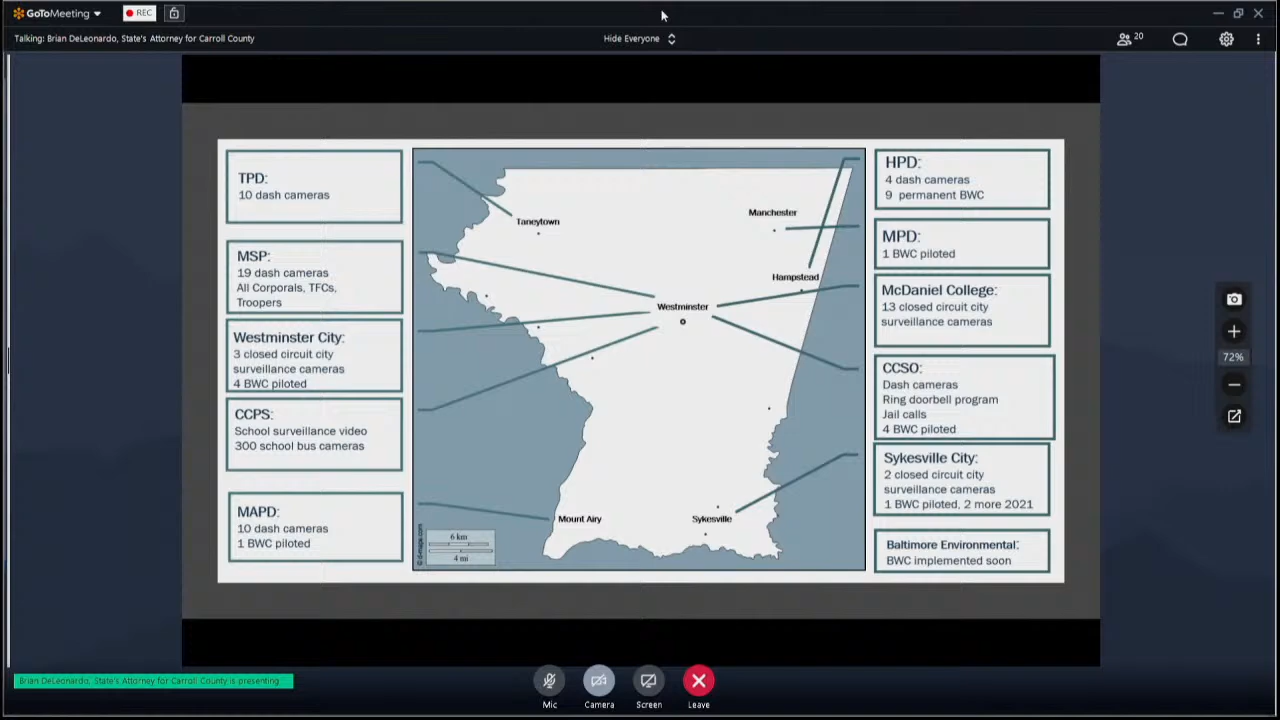 GoToMeeting
REC
Talking: Brian DeLeonardo, State's Attorney for Carroll County
Hide Everyone
20
TPD:
10 dash cameras
MSP:
19 dash cameras
All Corporals, TFCs,
Troopers
Westminster City:
3 closed circuit city
surveillance cameras
4 BWC piloted
CCPS:
School surveillance video
300 school bus cameras
MAPD:
10 dash cameras
1 BWC piloted
Taneytown
Manchester
Hampstead
Westminster
Mount Airy
Sykesville
© d-maps.com
6 km
4 mi
HPD:
4 dash cameras
9 permanent BWC
MPD:
1 BWC piloted
McDaniel College:
13 closed circuit city
surveillance cameras
CCSO:
Dash cameras
Ring doorbell program
Jail calls
4 BWC piloted
Sykesville City:
2 closed circuit city
surveillance cameras
1 BWC piloted, 2 more 2021
Baltimore Environmental:
BWC implemented soon
72%
Brian DeLeonardo, State's Attorney for Carroll County is presenting
Mic
Camera
Screen
Leave